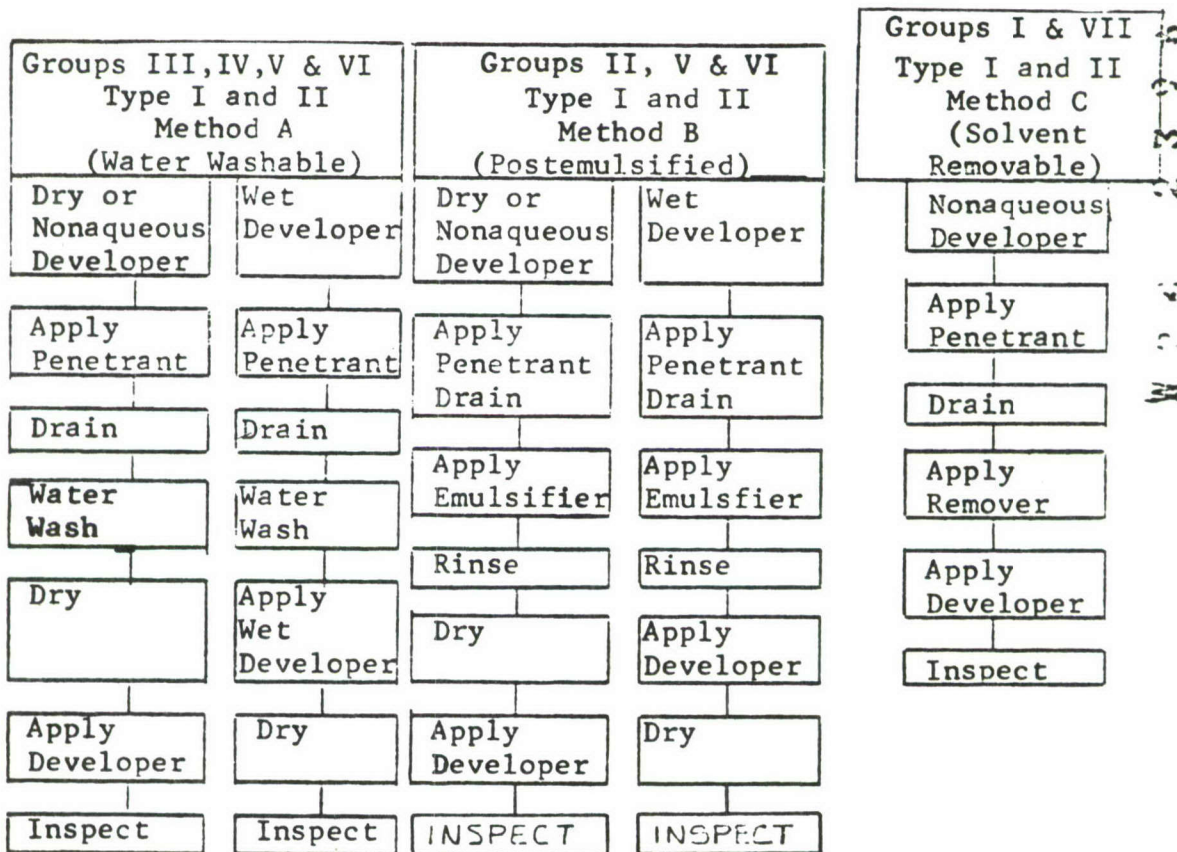 Groups III,IV,V & VI
Type I and II
Method A
(Water Washable)
Dry or
Nonaqueous
Developer
Apply
Penetrant
Drain
Water
Wash
Dry
Apply
Developer
Inspect
Wet
Developer
Apply
Penetrant
Drain
Water
Wash
Apply
Wet
Developer
Dry
Inspect
Groups II, V & VI
Type I and II
Method B
(Postemulsified)
Dry or
Nonaqueous
Developer
Apply
Penetrant
Drain
Apply
Emulsifier
Rinse
Dry
Apply
Developer
INSPECT
Wet
Developer
Apply
Penetrant
Drain
Apply
Emulsfier
Rinse
Apply
Developer
Dry
INSPECT
Groups I & VII
Type I and II
Method C
(Solvent
Removable)
Nonaqueous
Developer
Apply
Penetrant
Drain
Apply
Remover
Apply
Developer
Inspect